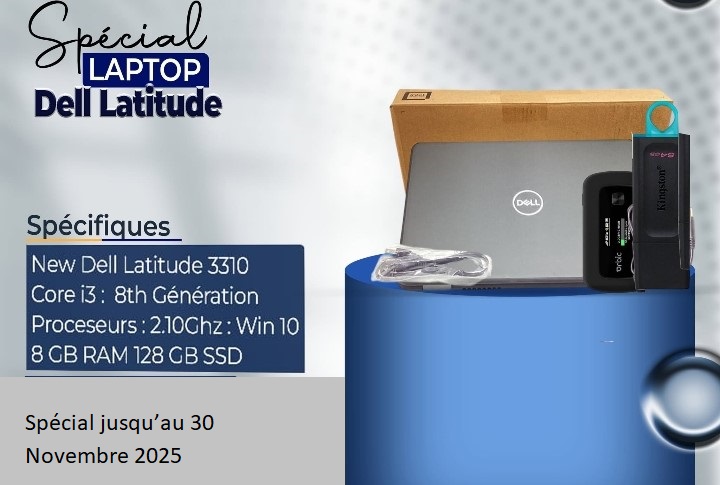 Spécial
LAPTOP
Dell Latitude
Spécifiques
New Dell Latitude 3310
Core i3 : 8th Génération
Proceseurs : 2.10Ghz : Win 10
8 GB RAM 128 GB SSD
Spécial jusqu’au 30
Novembre 2025
DELL
orbic
Kingston